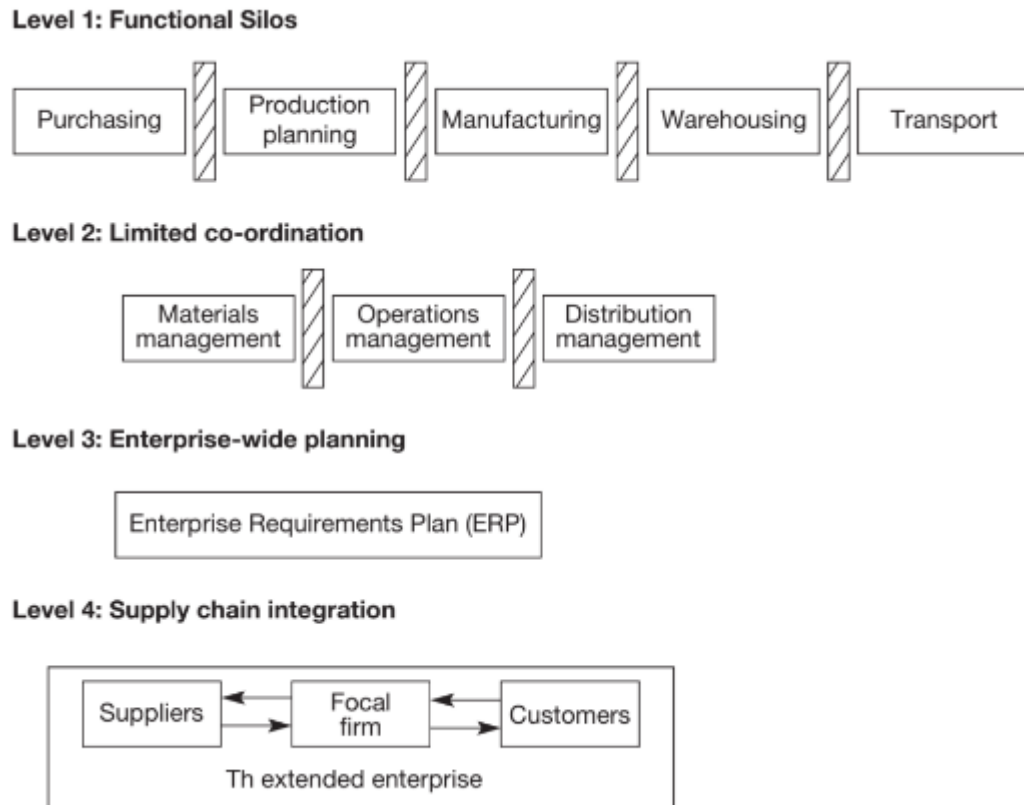 Level 1: Functional Silos
Purchasing
Production
planning
Manufacturing
Warehousing
Transport
Level 2: Limited co-ordination
Materials
management
Operations
management
Distribution
management
Level 3: Enterprise-wide planning
Enterprise Requirements Plan (ERP)
Level 4: Supply chain integration
Suppliers
Focal
firm
Customers
Th extended enterprise